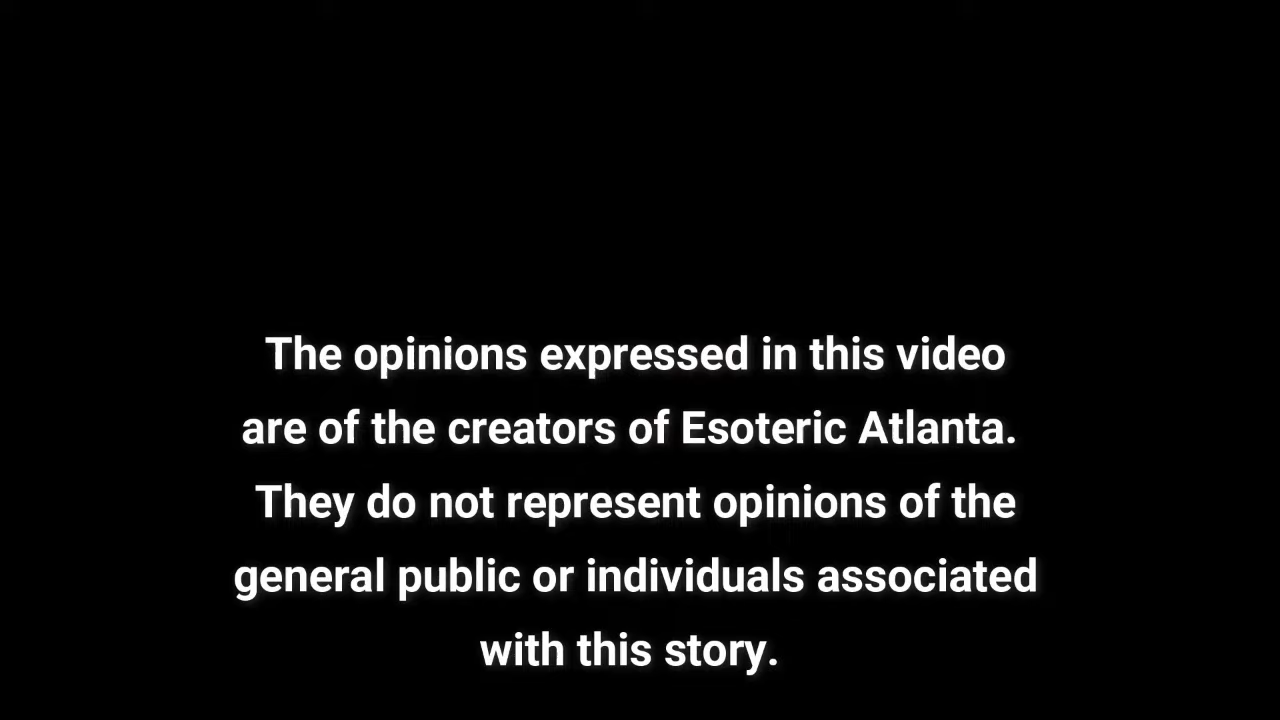 The opinions expressed in this video
are of the creators of Esoteric Atlanta.
They do not represent opinions of the
general public or individuals associated
with this story.